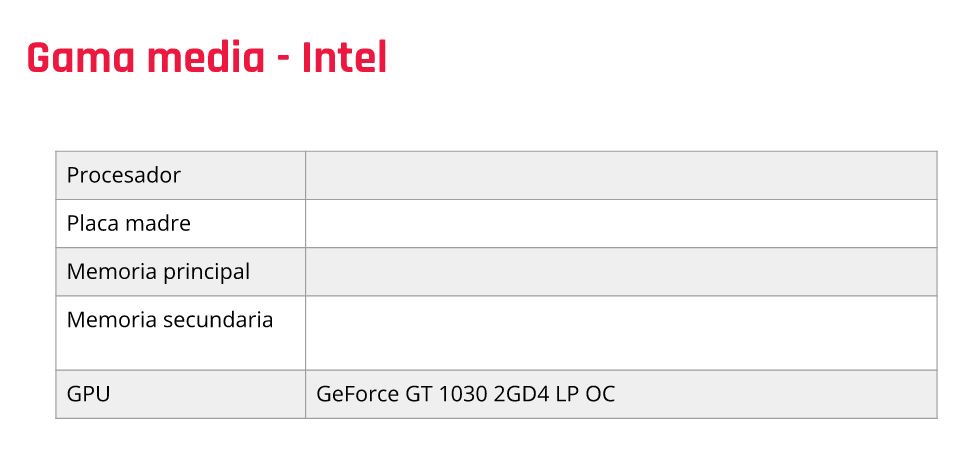 Gama media - Intel
Procesador
Placa madre
Memoria principal
Memoria secundaria
GPU GeForce GT 1030 2GD4 LP OC